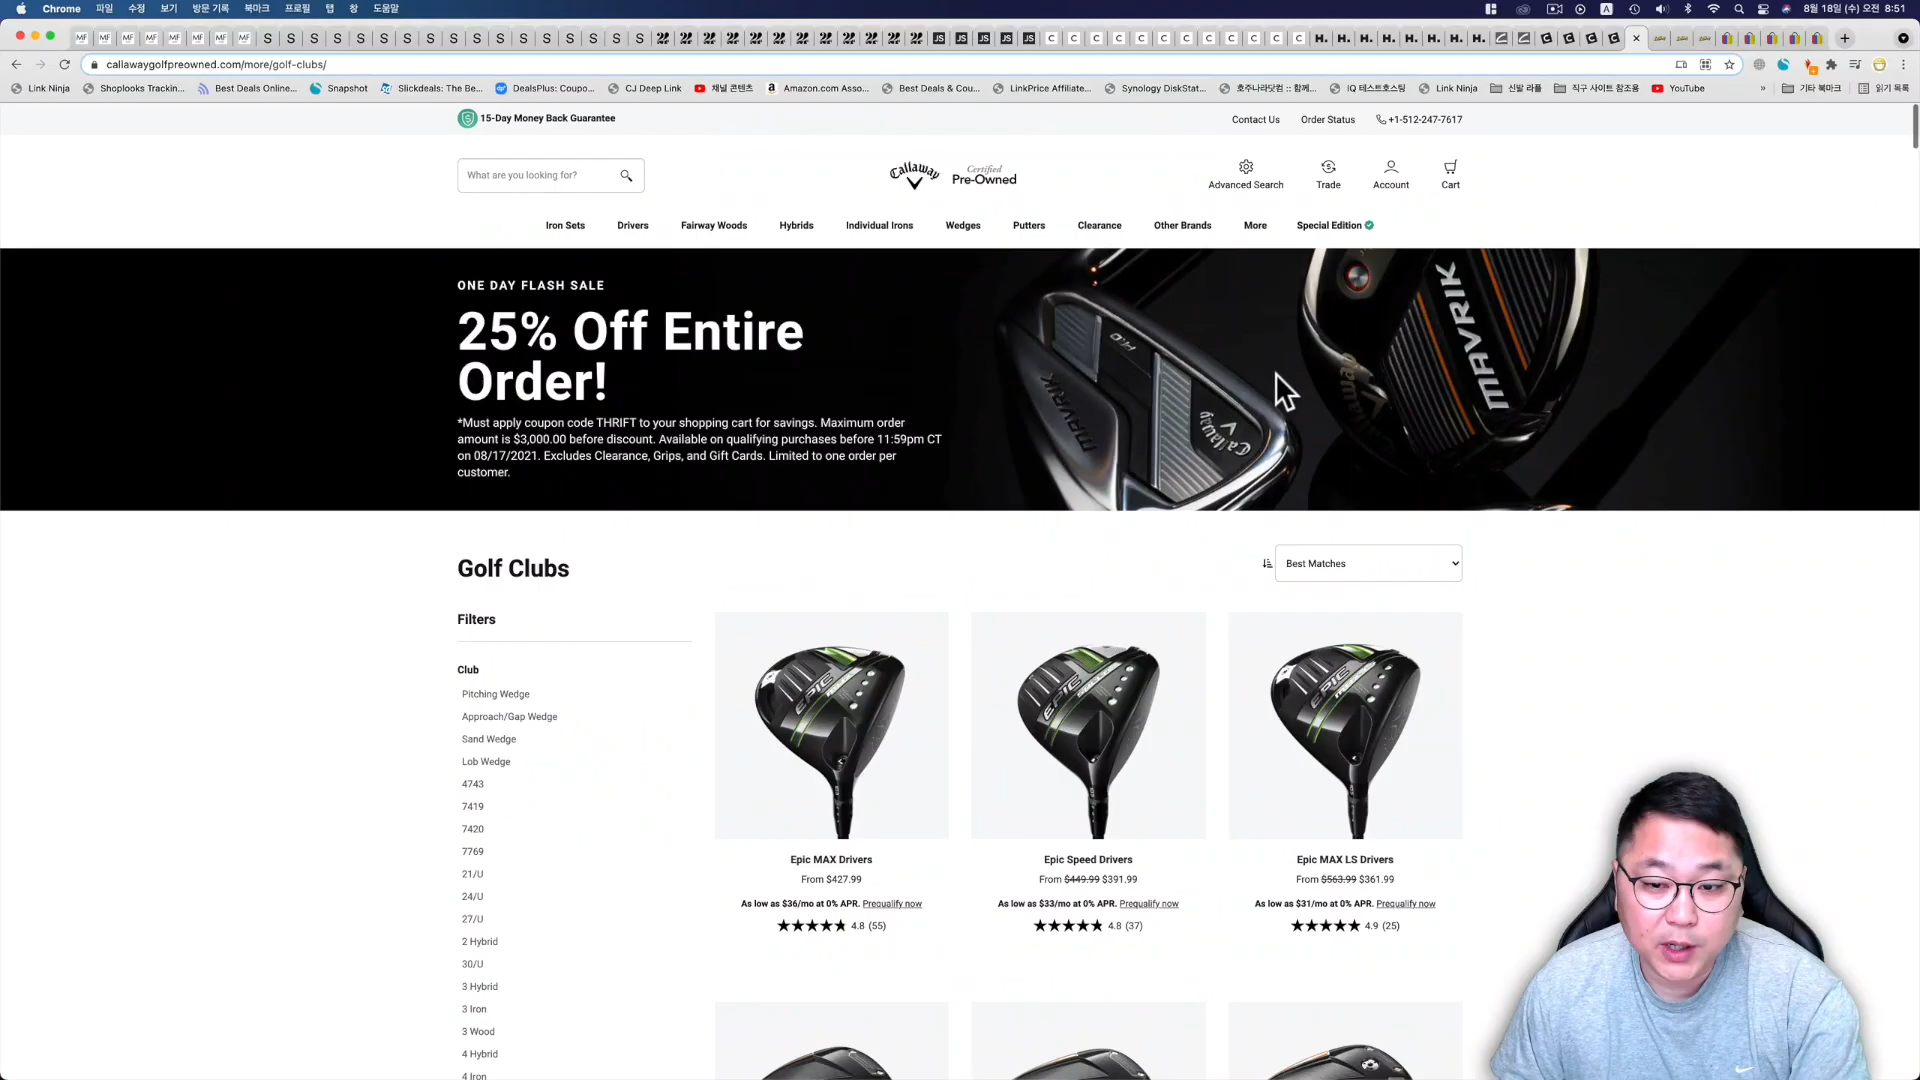 Chrome 파일 수정 보기 방문 기록 북마크 프로필 탭 창 도움말
A 8월 18일 (수) 오전 8:51
callawaygolfpreowned.com/more/golf-clubs/
Link Ninja Shoplooks Trackin... Best Deals Online... Snapshot Slickdeals: The Be... DealsPlus: Coupo... CJ Deep Link 채널 콘텐츠 Amazon.com Asso... Best Deals & Cou... LinkPrice Affiliate... Synology DiskStat... 호주나라닷컴 :: 함께... IQ 테스트호스팅 Link Ninja 신발 라플 직구 사이트 참조용 YouTube » 기타 북마크 읽기 목록
15-Day Money Back Guarantee
Contact Us Order Status +1-512-247-7617
What are you looking for?
Callaway Certified Pre-Owned
Advanced Search Trade Account Cart
Iron Sets Drivers Fairway Woods Hybrids Individual Irons Wedges Putters Clearance Other Brands More Special Edition
ONE DAY FLASH SALE
25% Off Entire
Order!
*Must apply coupon code THRIFT to your shopping cart for savings. Maximum order
amount is $3,000.00 before discount. Available on qualifying purchases before 11:59pm CT
on 08/17/2021. Excludes Clearance, Grips, and Gift Cards. Limited to one order per
customer.
MAVRIK
Callaway
MAVRIK
Golf Clubs
Best Matches
Filters
Club
Pitching Wedge
Approach/Gap Wedge
Sand Wedge
Lob Wedge
4743
7419
7420
7769
21/U
24/U
27/U
2 Hybrid
30/U
3 Hybrid
3 Iron
3 Wood
4 Hybrid
4 Iron
EPIC
Epic MAX Drivers
From $427.99
As low as $36/mo at 0% APR. Prequalify now
4.8 (55)
EPIC
Epic Speed Drivers
From $449.99 $391.99
As low as $33/mo at 0% APR. Prequalify now
4.8 (37)
EPIC
Epic MAX LS Drivers
From $563.99 $361.99
As low as $31/mo at 0% APR. Prequalify now
4.9 (25)